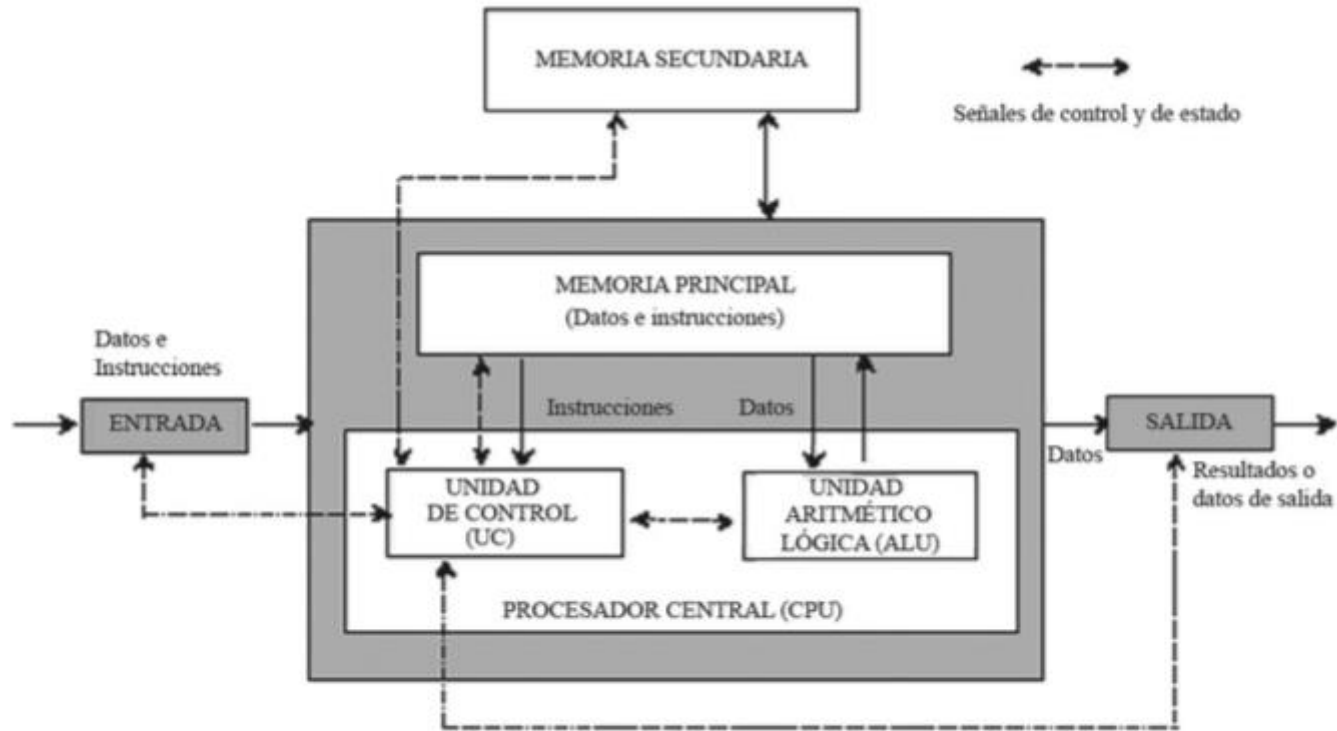 MEMORIA SECUNDARIA
Señales de control y de estado
MEMORIA PRINCIPAL
(Datos e instrucciones)
Datos e
Instrucciones
ENTRADA
Instrucciones
Datos
SALIDA
Datos
Resultados o
datos de salida
UNIDAD
DE CONTROL
(UC)
UNIDAD
ARITMÉTICO
LÓGICA (ALU)
PROCESADOR CENTRAL (CPU)